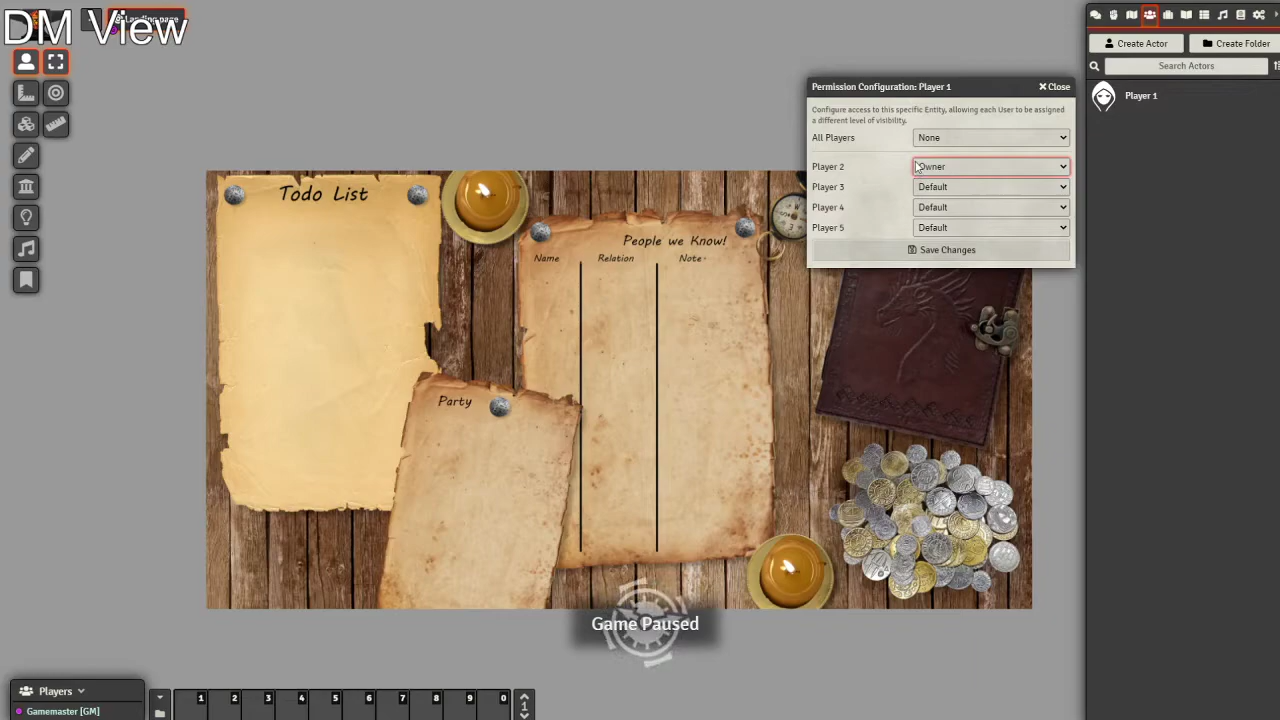 DM View
Landing page
Create Actor
Create Folder
Search Actors
Player 1
Permission Configuration: Player 1
Close
Configure access to this specific Entity, allowing each User to be assigned
a different level of visibility.
All Players
None
Player 2
Owner
Player 3
Default
Player 4
Default
Player 5
Default
Save Changes
Todo List
People we Know!
Name
Relation
Note
Party
Game Paused
Players
Gamemaster [GM]
1
2
3
4
5
6
7
8
9
0
1